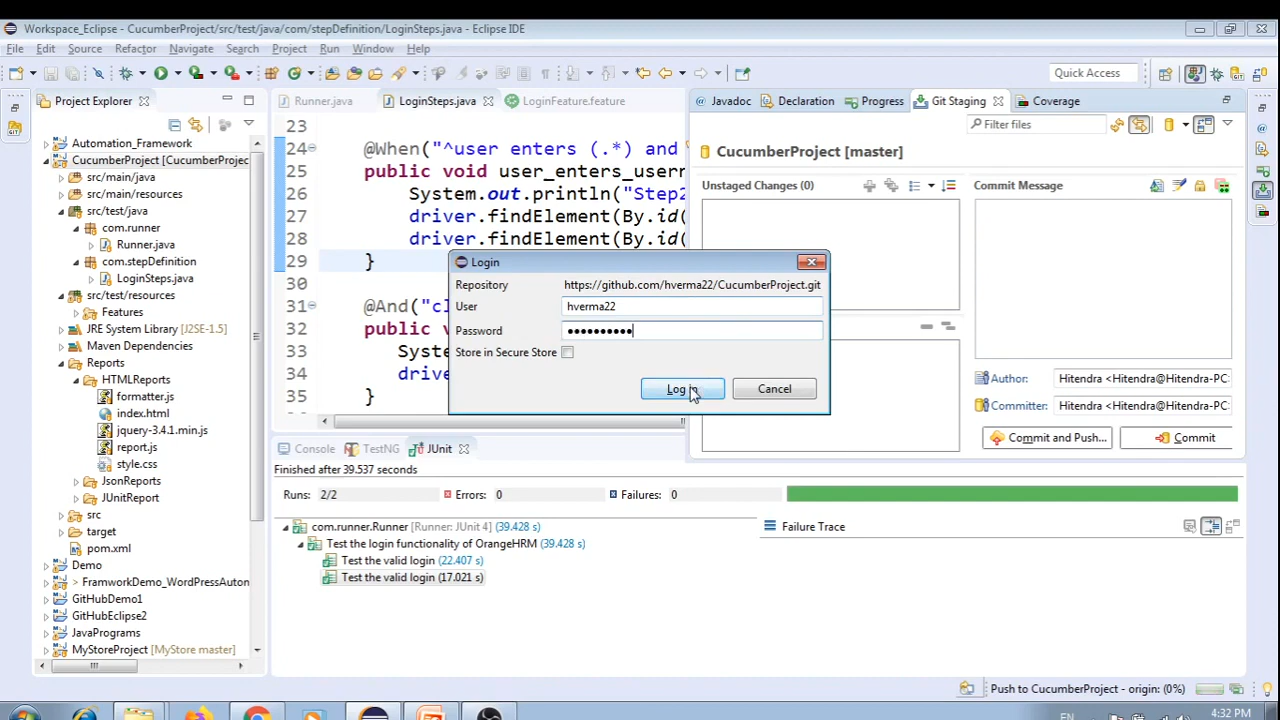 Workspace_Eclipse - CucumberProject/src/test/java/com/stepDefinition/LoginSteps.java - Eclipse IDE
File Edit Source Refactor Navigate Search Project Run Window Help
Quick Access
Project Explorer
Automation_Framework
CucumberProject [CucumberProjec
src/main/java
src/main/resources
src/test/java
com.runner
Runner.java
com.stepDefinition
LoginSteps.java
src/test/resources
Features
JRE System Library [J2SE-1.5]
Maven Dependencies
Reports
HTMLReports
formatter.js
index.html
jquery-3.4.1.min.js
report.js
style.css
JsonReports
JUnitReport
src
target
pom.xml
Demo
> FramworkDemo_WordPressAuton
GitHubDemo1
GitHubEclipse2
JavaPrograms
MyStoreProject [MyStore master]
Runner.java LoginSteps.java LoginFeature.feature
23
24 @When("^user enters (.*) and
25 public void user_enters_usern
26 System.out.println("Step2
27 driver.findElement(By.id(
28 driver.findElement(By.id(
29 }
30
31 @And("cl
32 public v
33 Syst
34 drive
35 }
Javadoc Declaration Progress Git Staging Coverage
Filter files
CucumberProject [master]
Unstaged Changes (0)
Commit Message
Author: Hitendra <Hitendra@Hitendra-PC:
Committer: Hitendra <Hitendra@Hitendra-PC:
Commit and Push... Commit
Login
Repository https://github.com/hverma22/CucumberProject.git
User hverma22
Password ••••••••••
Store in Secure Store
Log in Cancel
Console TestNG JUnit
Finished after 39.537 seconds
Runs: 2/2 Errors: 0 Failures: 0
com.runner.Runner [Runner: JUnit 4] (39.428 s)
Test the login functionality of OrangeHRM (39.428 s)
Test the valid login (22.407 s)
Test the valid login (17.021 s)
Failure Trace
Push to CucumberProject - origin: (0%)
EN
4:32 PM